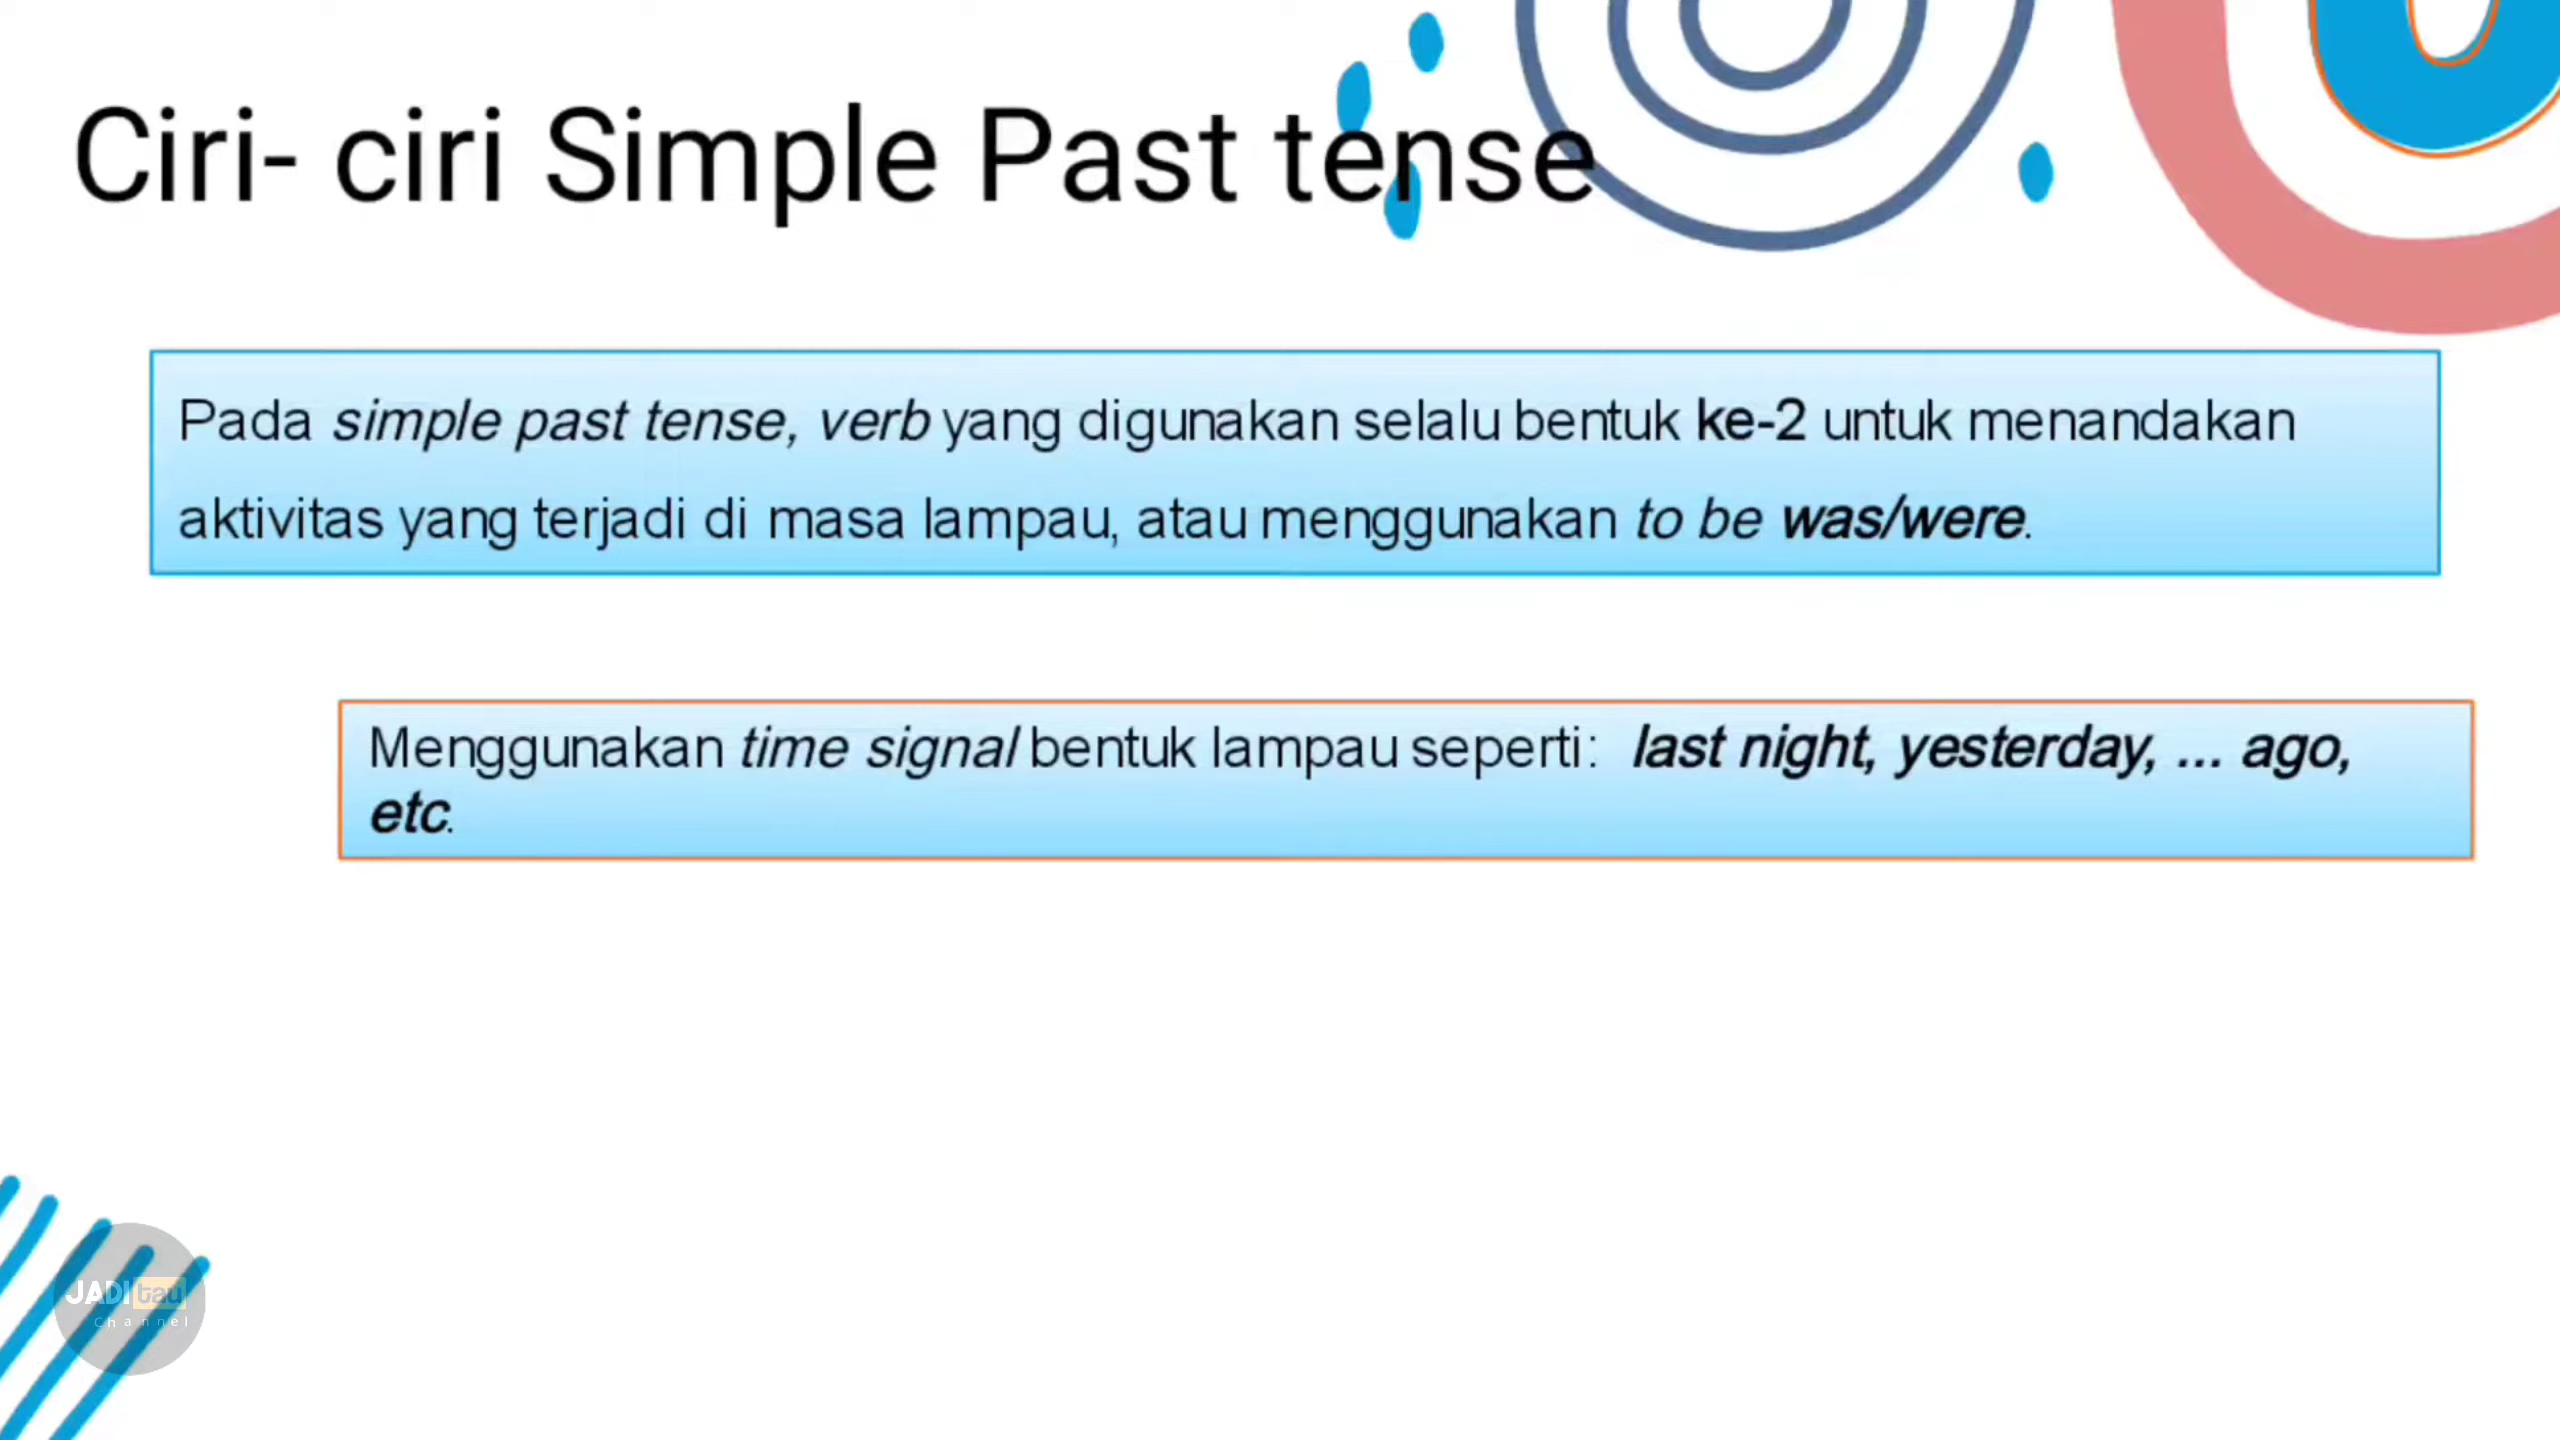 Ciri- ciri Simple Past tense
Pada simple past tense, verb yang digunakan selalu bentuk ke-2 untuk menandakan
aktivitas yang terjadi di masa lampau, atau menggunakan to be was/were.
Menggunakan time signal bentuk lampau seperti: last night, yesterday, ... ago,
etc.
JADI tau
Channel